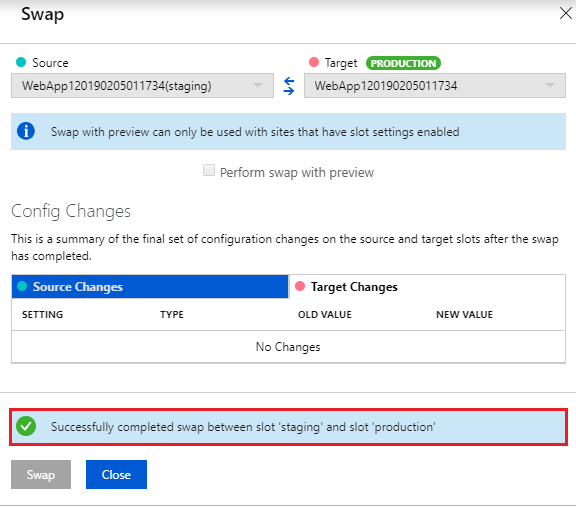 Swap
Source
Target PRODUCTION
WebApp120190205011734(staging)
WebApp120190205011734
Swap with preview can only be used with sites that have slot settings enabled
Perform swap with preview
Config Changes
This is a summary of the final set of configuration changes on the source and target slots after the swap
has completed.
Source Changes
Target Changes
SETTING TYPE OLD VALUE NEW VALUE
No Changes
Successfully completed swap between slot 'staging' and slot 'production'
Swap Close